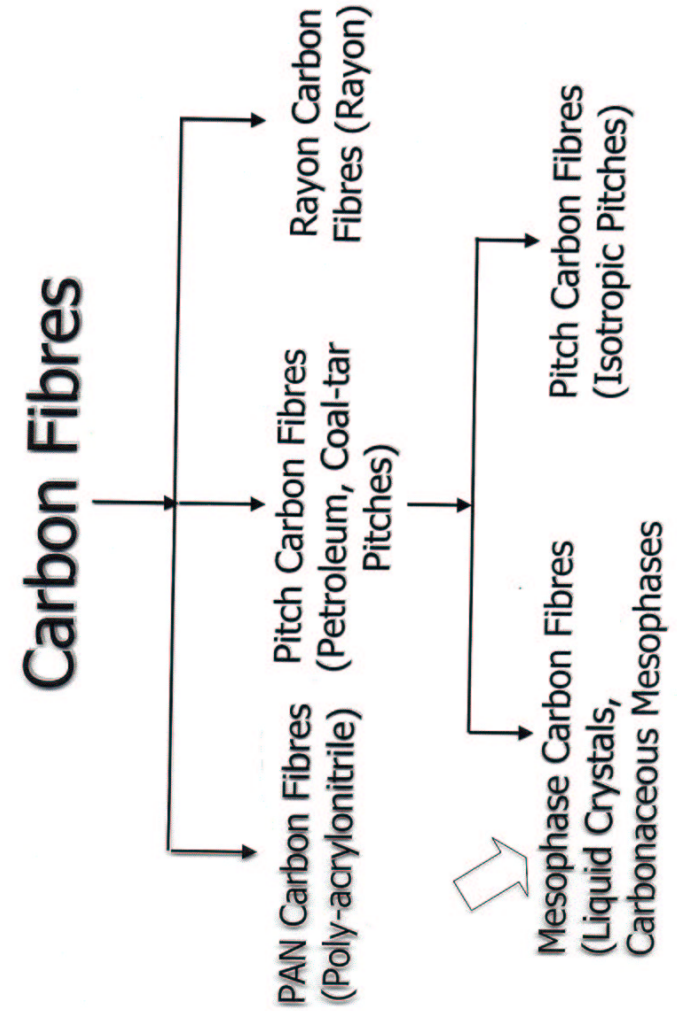 Carbon Fibres
PAN Carbon Fibres
(Poly-acrylonitrile)
Pitch Carbon Fibres
(Petroleum, Coal-tar
Pitches)
Rayon Carbon
Fibres (Rayon)
Mesophase Carbon Fibres
(Liquid Crystals,
Carbonaceous Mesophases
Pitch Carbon Fibres
(Isotropic Pitches)